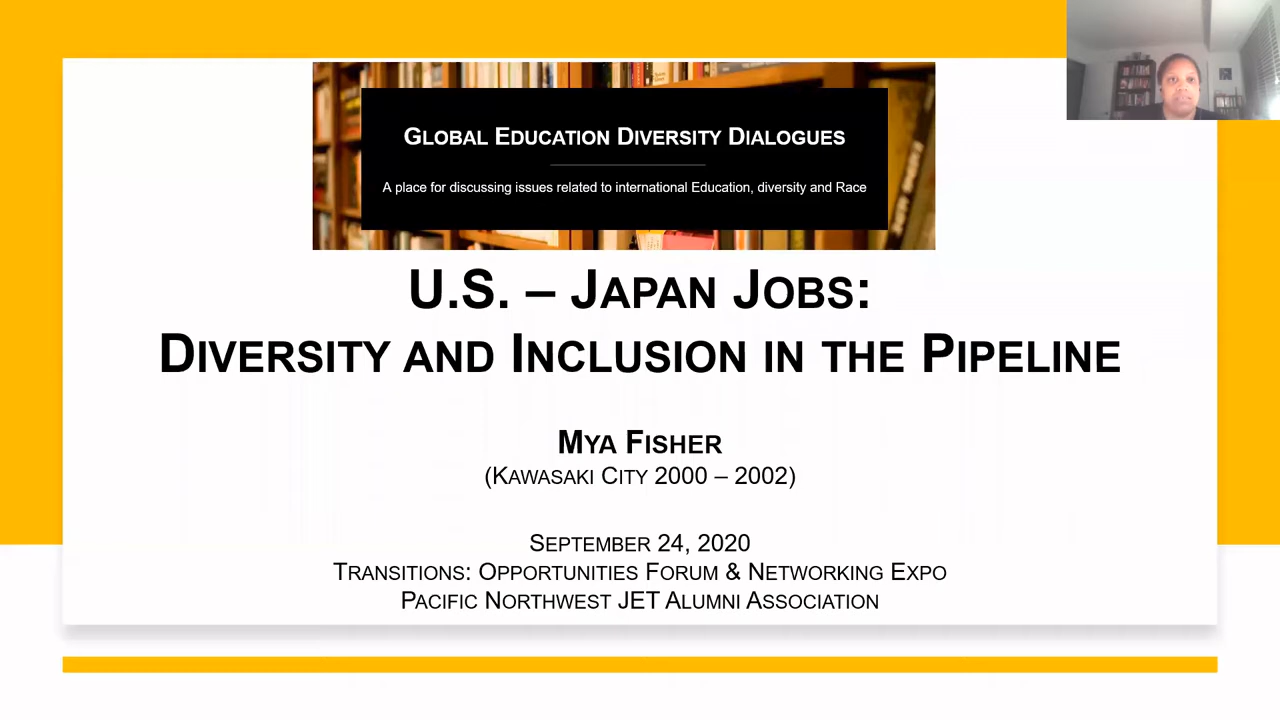 GLOBAL EDUCATION DIVERSITY DIALOGUES
A place for discussing issues related to international Education, diversity and Race
U.S. – JAPAN JOBS:
DIVERSITY AND INCLUSION IN THE PIPELINE
MYA FISHER
(KAWASAKI CITY 2000 – 2002)
SEPTEMBER 24, 2020
TRANSITIONS: OPPORTUNITIES FORUM & NETWORKING EXPO
PACIFIC NORTHWEST JET ALUMNI ASSOCIATION